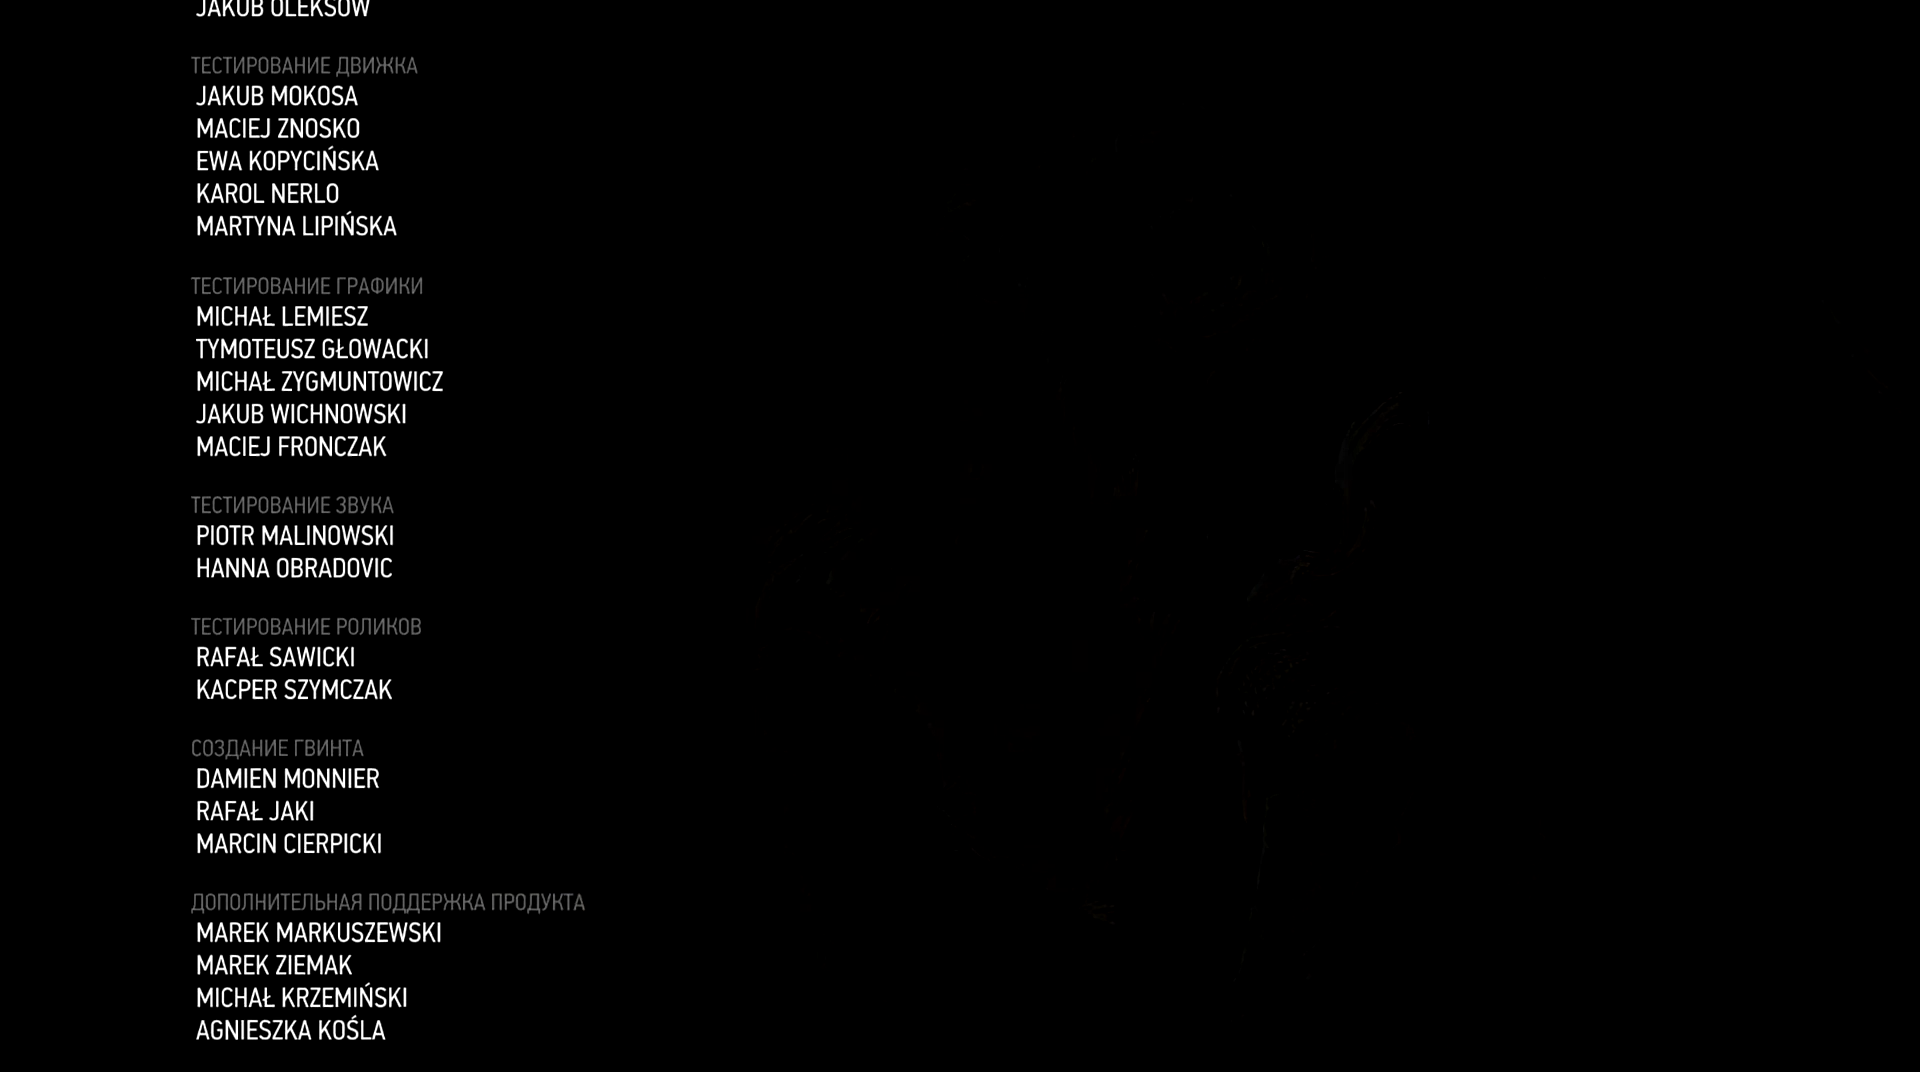 JAKUB OLEKSÓW
ТЕСТИРОВАНИЕ ДВИЖКА
JAKUB MOKOSA
MACIEJ ZNOSKO
EWA KOPYCIŃSKA
KAROL NERLO
MARTYNA LIPIŃSKA
ТЕСТИРОВАНИЕ ГРАФИКИ
MICHAŁ LEMIESZ
TYMOTEUSZ GŁOWACKI
MICHAŁ ZYGMUNTOWICZ
JAKUB WICHNOWSKI
MACIEJ FRONCZAK
ТЕСТИРОВАНИЕ ЗВУКА
PIOTR MALINOWSKI
HANNA OBRADOVIC
ТЕСТИРОВАНИЕ РОЛИКОВ
RAFAŁ SAWICKI
KACPER SZYMCZAK
СОЗДАНИЕ ГВИНТА
DAMIEN MONNIER
RAFAŁ JAKI
MARCIN CIERPICKI
ДОПОЛНИТЕЛЬНАЯ ПОДДЕРЖКА ПРОДУКТА
MAREK MARKUSZEWSKI
MAREK ZIEMAK
MICHAŁ KRZEMIŃSKI
AGNIESZKA KOŚLA